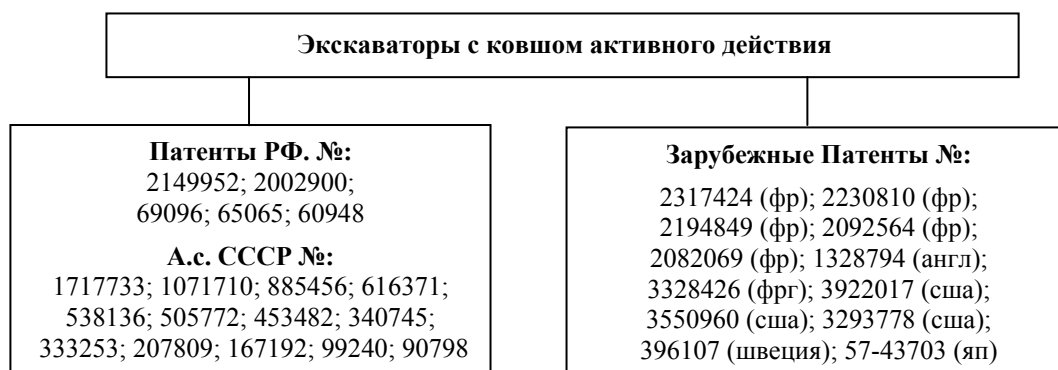 Экскаваторы с ковшом активного действия
Патенты РФ. №:
2149952; 2002900;
69096; 65065; 60948
А.с. СССР №:
1717733; 1071710; 885456; 616371;
538136; 505772; 453482; 340745;
333253; 207809; 167192; 99240; 90798
Зарубежные Патенты №:
2317424 (фр); 2230810 (фр);
2194849 (фр); 2092564 (фр);
2082069 (фр); 1328794 (англ);
3328426 (фрг); 3922017 (сша);
3550960 (сша); 3293778 (сша);
396107 (швеция); 57-43703 (яп)